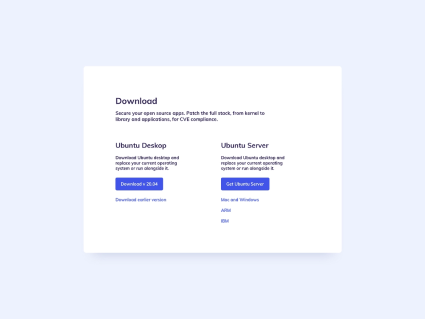 Download
Secure your open source apps. Patch the full stack, from kernel to
library and applications, for CVE compliance.
Ubuntu Deskop
Download Ubuntu desktop and
replace your current operating
system or run alongside it.
Download v 20.04
Download earlier version
Ubuntu Server
Download Ubuntu desktop and
replace your current operating
system or run alongside it.
Get Ubuntu Server
Mac and Windows
ARM
IBM